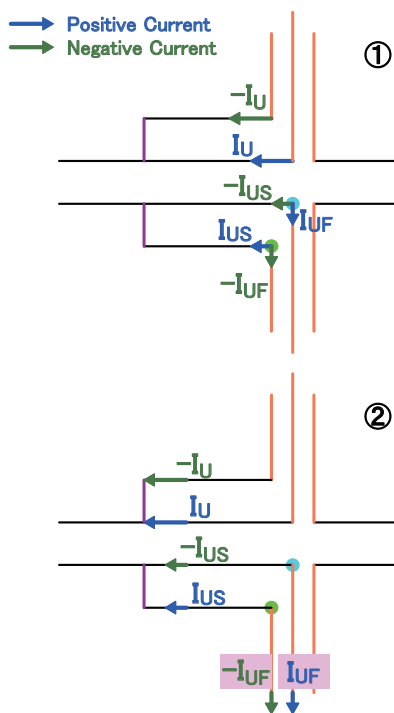 Positive Current
Negative Current
①
-IU
IU
-IUS
IUF
IUS
-IUF
②
-IU
IU
-IUS
IUS
-IUF IUF